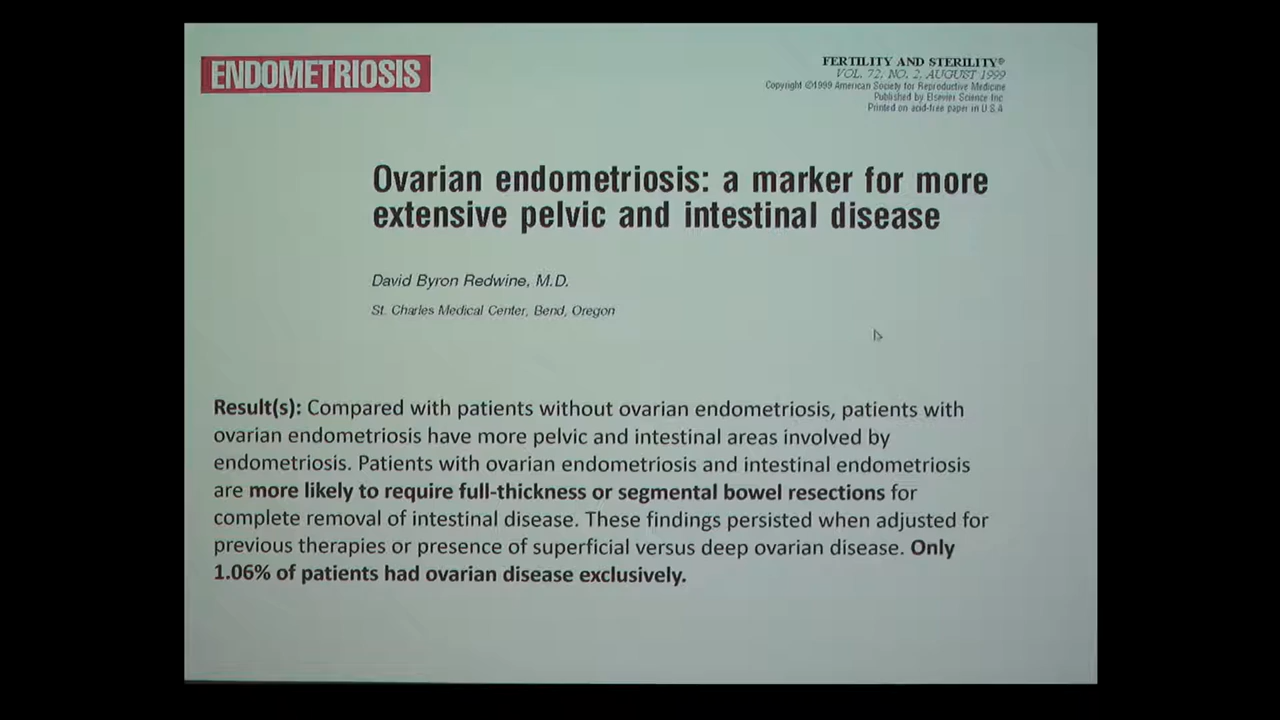 ENDOMETRIOSIS
FERTILITY AND STERILITY®
VOL. 72, NO. 2, AUGUST 1999
Copyright ©1999 American Society for Reproductive Medicine
Published by Elsevier Science Inc.
Printed on acid-free paper in U.S.A.
Ovarian endometriosis: a marker for more
extensive pelvic and intestinal disease
David Byron Redwine, M.D.
St. Charles Medical Center, Bend, Oregon
Result(s): Compared with patients without ovarian endometriosis, patients with
ovarian endometriosis have more pelvic and intestinal areas involved by
endometriosis. Patients with ovarian endometriosis and intestinal endometriosis
are more likely to require full-thickness or segmental bowel resections for
complete removal of intestinal disease. These findings persisted when adjusted for
previous therapies or presence of superficial versus deep ovarian disease. Only
1.06% of patients had ovarian disease exclusively.